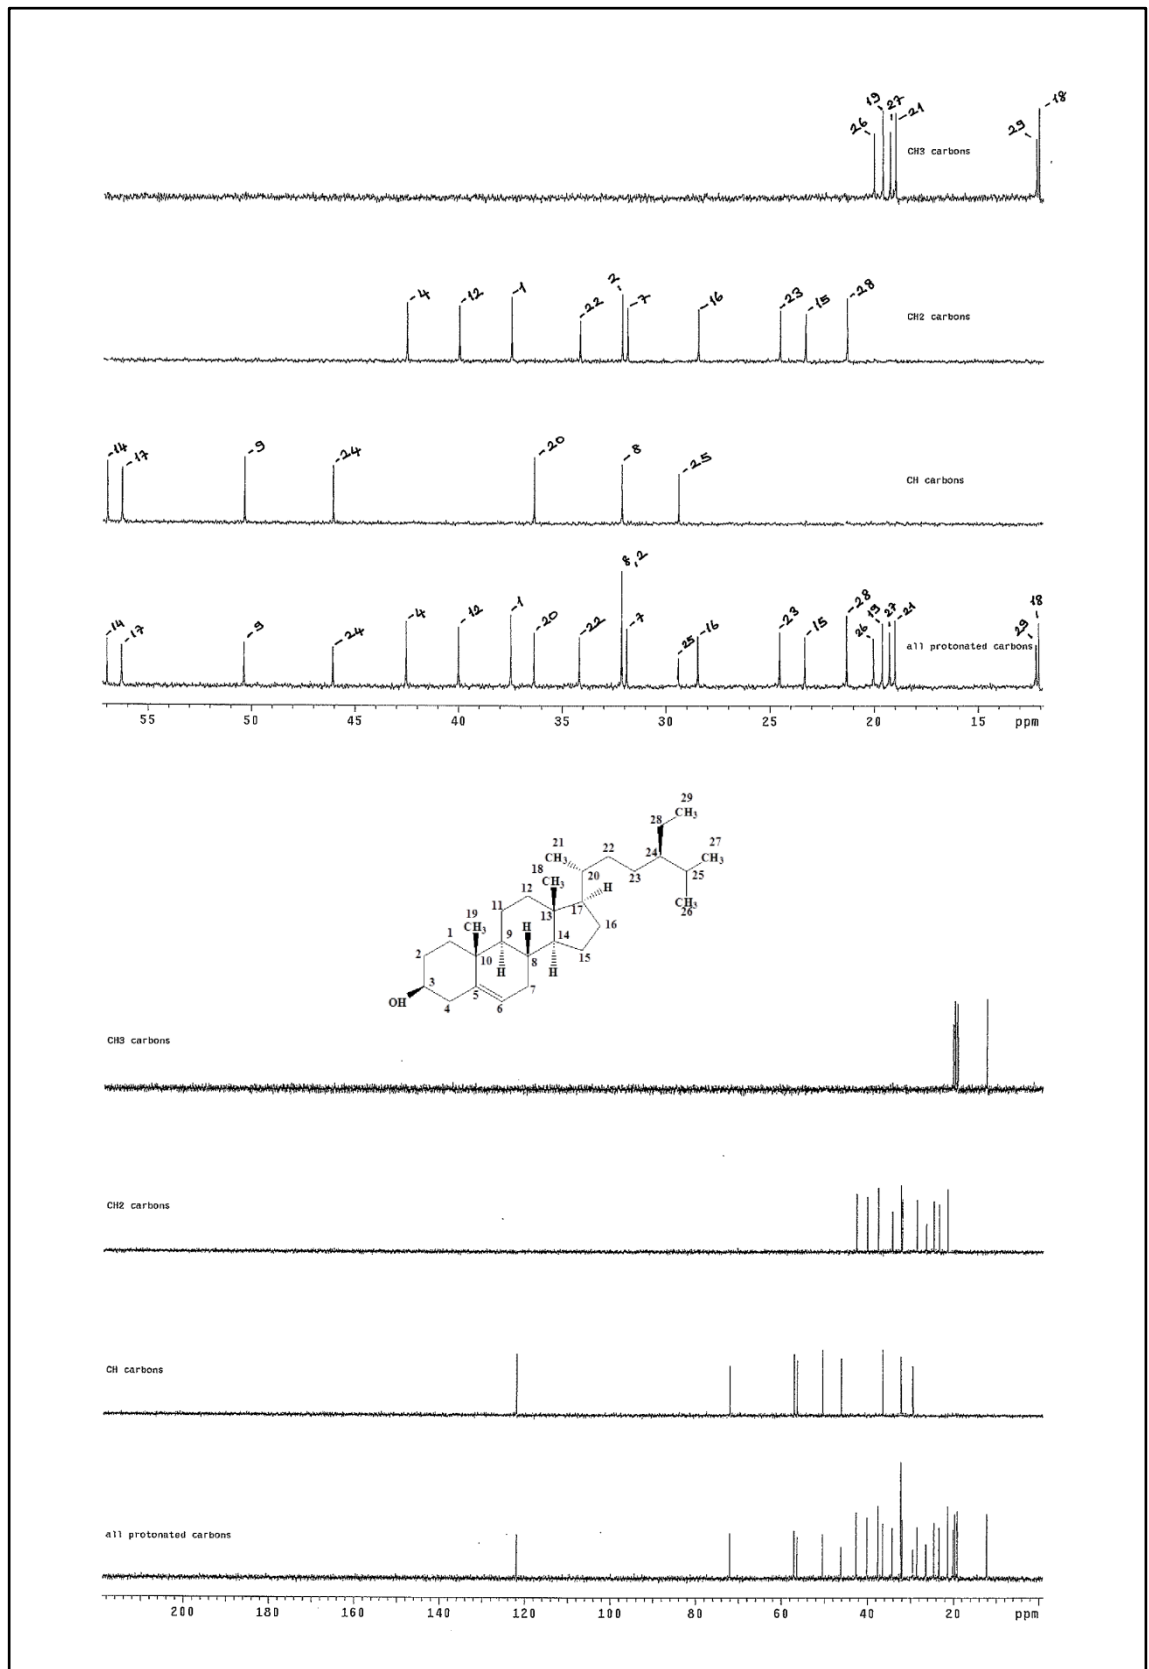 26 19 27 -21 29 -18
CH3 carbons
-4 -12 -1 -22 2 -7 -16 -23 -15 -28
CH2 carbons
-14 -17 -9 -24 -20 -8 -25
CH carbons
8,2
-14 -17 -9 -24 -4 -12 -1 -20 -22 -7 -25 -16 -23 -15 -28 26 19 27 -21 29 18
all protonated carbons
55 50 45 40 35 30 25 20 15 ppm
29
CH3
28
21 22 27
CH3 24 CH3
18 20 23 25
CH3 H CH3
12 26
11 13 17
19 16
CH3 H 14
1 9
2 10 8 15
H H
3 5 7
OH 4 6
CH3 carbons
CH2 carbons
CH carbons
all protonated carbons
200 180 160 140 120 100 80 60 40 20 ppm